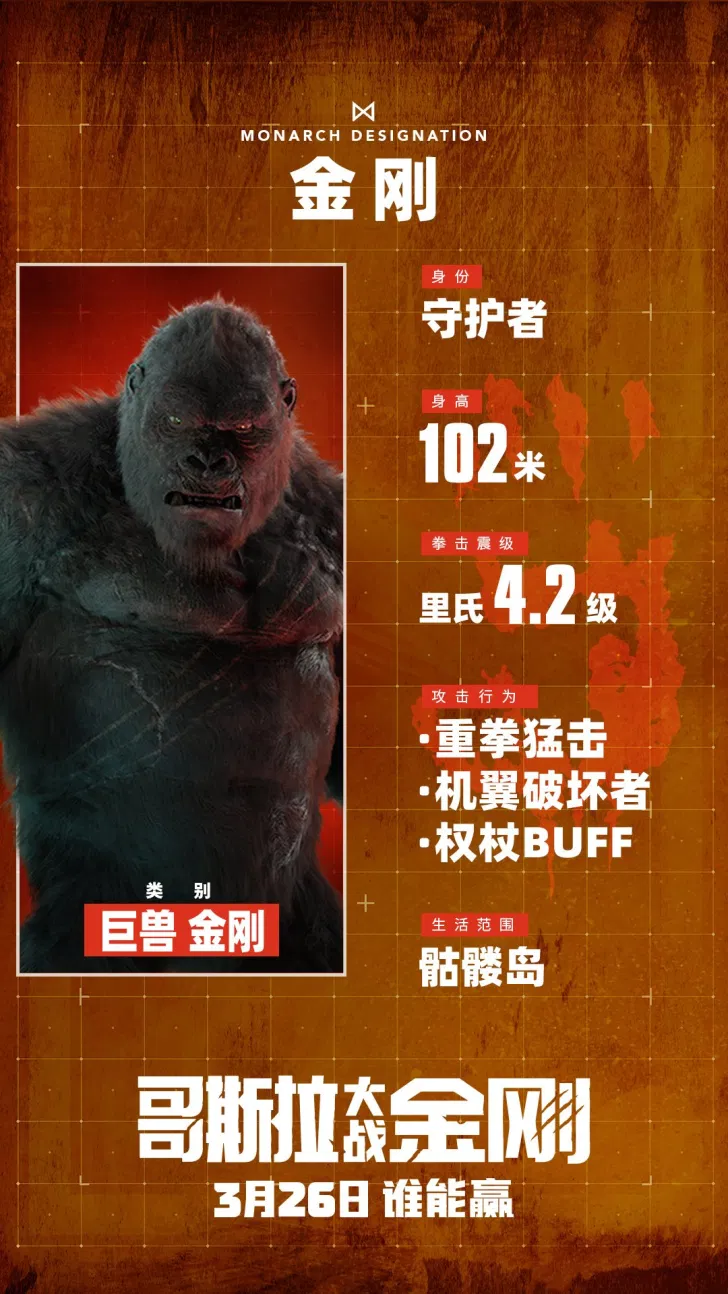 MONARCH DESIGNATION
金刚
身份
守护者
身高
102米
拳击震级
里氏4.2级
攻击行为
·重拳猛击
·机翼破坏者
·权杖BUFF
类别
巨兽 金刚
生活范围
骷髅岛
哥斯拉大战金刚
3月26日 谁能赢